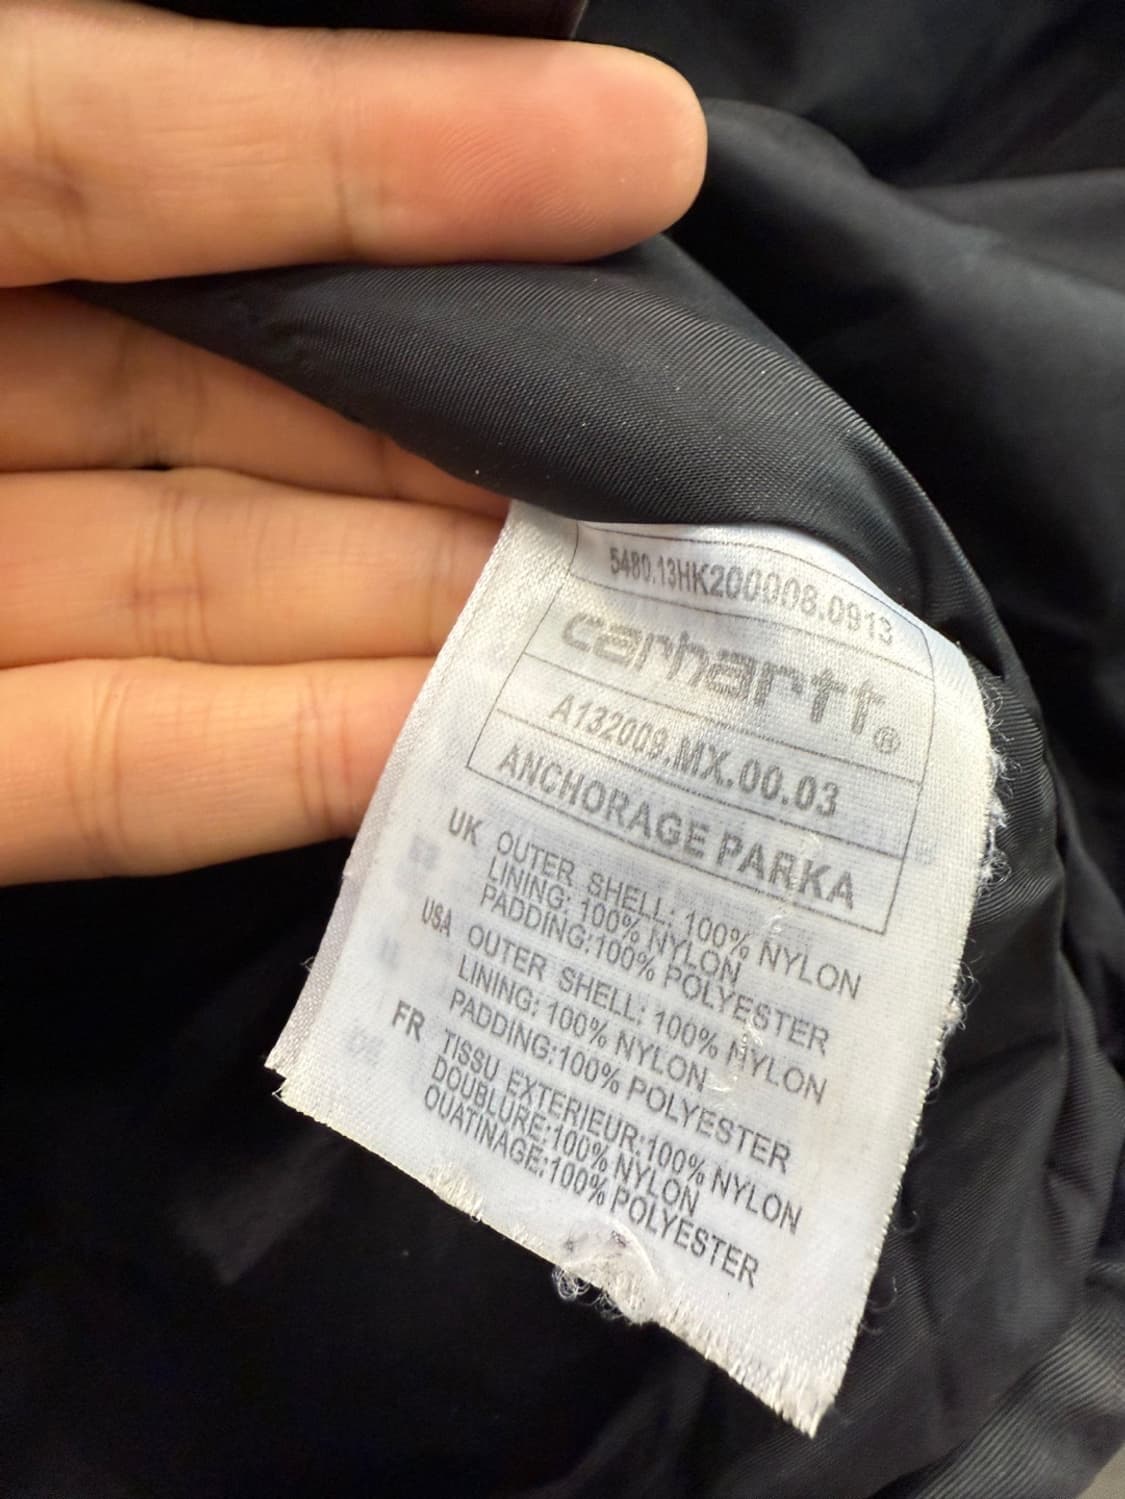 5480.13HK200008.0913
carhartt®
A132009.MX.00.03
ANCHORAGE PARKA
UK OUTER SHELL: 100% NYLON
LINING: 100% NYLON
PADDING:100% POLYESTER
USA OUTER SHELL: 100% NYLON
LINING: 100% NYLON
PADDING:100% POLYESTER
FR TISSU EXTERIEUR:100% NYLON
DOUBLURE:100% NYLON
OUATINAGE:100% POLYESTER